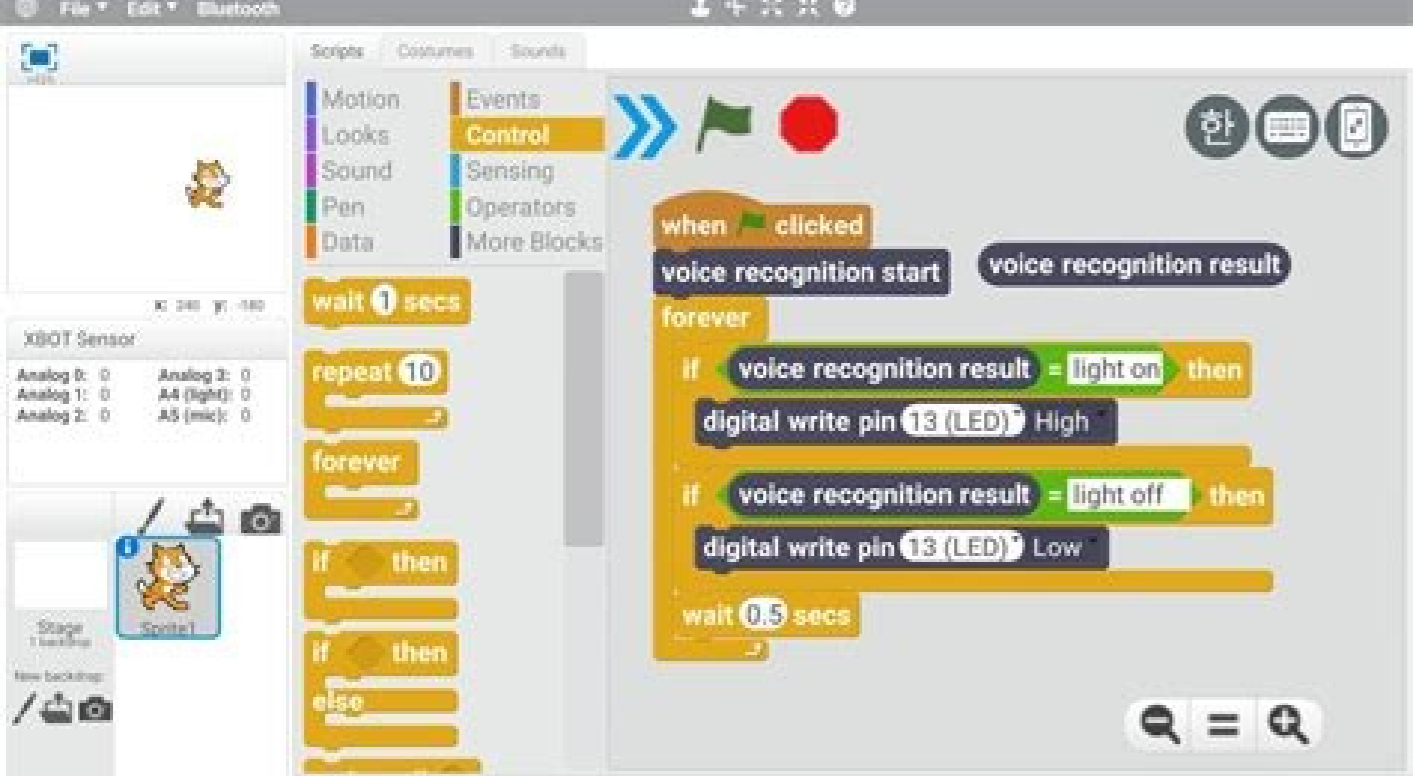 File Edit Bluetooth
Scripts Costumes Sounds
Motion Events
Looks Control
Sound Sensing
Pen Operators
Data More Blocks
한
x: 240 y: -180
XBOT Sensor
Analog 0: 0 Analog 3: 0
Analog 1: 0 A4 (light): 0
Analog 2: 0 A5 (mic): 0
Stage
1 backdrop
Sprite1
New backdrop:
wait 1 secs
repeat 10
forever
if then
if then
else
when clicked
voice recognition start
voice recognition result
forever
if voice recognition result = light on then
digital write pin 13 (LED) High
if voice recognition result = light off then
digital write pin 13 (LED) Low
wait 0.5 secs